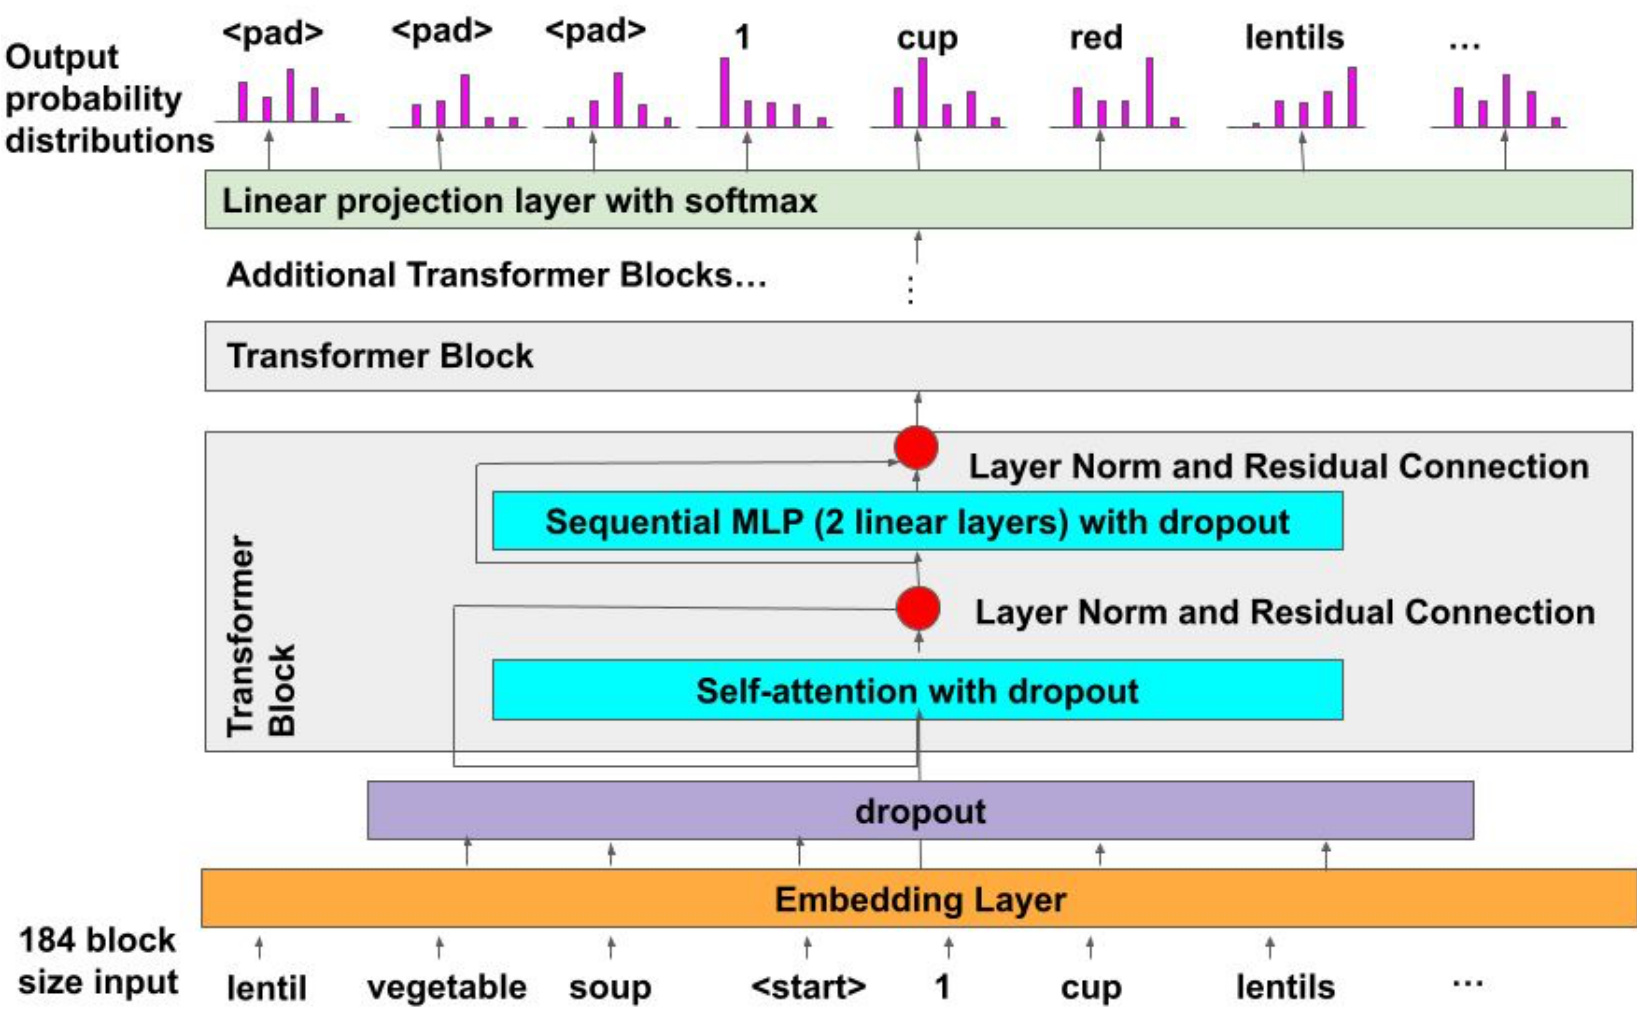 <pad> <pad> <pad> 1 cup red lentils ...
Output
probability
distributions
Linear projection layer with softmax
Additional Transformer Blocks...
Transformer Block
Layer Norm and Residual Connection
Sequential MLP (2 linear layers) with dropout
Layer Norm and Residual Connection
Transformer
Block
Self-attention with dropout
dropout
Embedding Layer
184 block
size input
lentil vegetable soup <start> 1 cup lentils ...